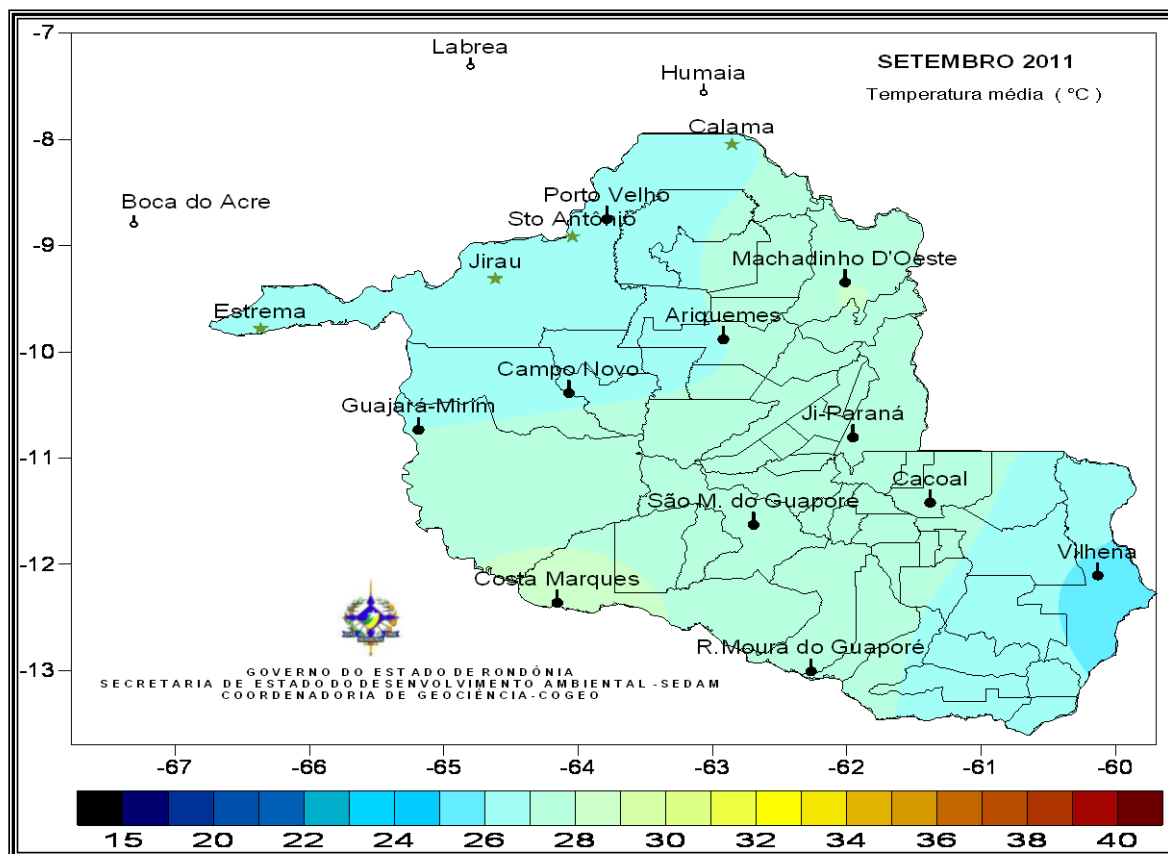 SETEMBRO 2011
Temperatura média ( ºC )
-7
-8
-9
-10
-11
-12
-13
Labrea
Humaia
Calama
Boca do Acre
Porto Velho
Sto Antônio
Jirau
Machadinho D'Oeste
Estrema
Ariquemes
Campo Novo
Guajará-Mirim
Ji-Paraná
Cacoal
São M. do Guaporé
Vilhena
Costa Marques
R.Moura do Guaporé
GOVERNO DO ESTADO DE RONDÔNIA
SECRETARIA DE ESTADO DO DESENVOLVIMENTO AMBIENTAL -SEDAM
COORDENADORIA DE GEOCIÊNCIA-COGEO
-67 -66 -65 -64 -63 -62 -61 -60
15 20 22 24 25 26 28 30 32 34 36 38 40